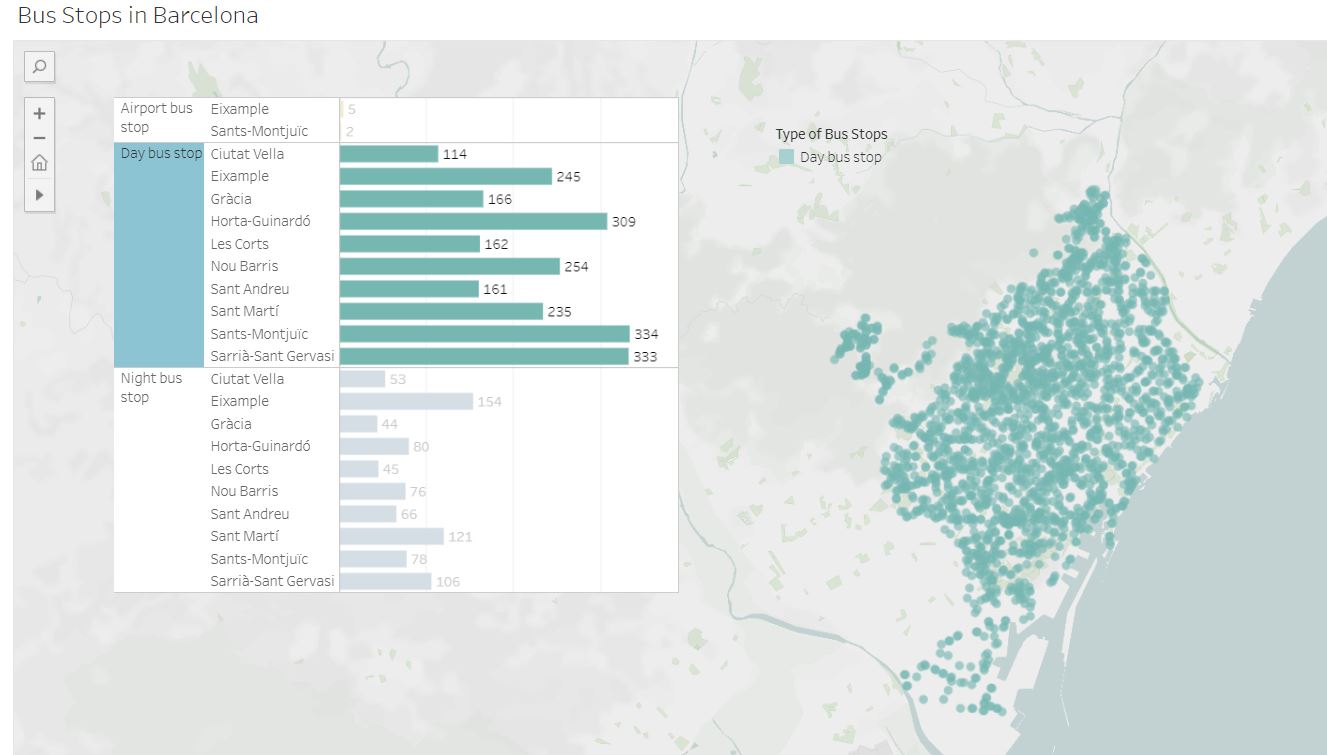 Bus Stops in Barcelona
Airport bus stop
Eixample 5
Sants-Montjuïc 2
Day bus stop
Ciutat Vella 114
Eixample 245
Gràcia 166
Horta-Guinardó 309
Les Corts 162
Nou Barris 254
Sant Andreu 161
Sant Martí 235
Sants-Montjuïc 334
Sarrià-Sant Gervasi 333
Night bus stop
Ciutat Vella 53
Eixample 154
Gràcia 44
Horta-Guinardó 80
Les Corts 45
Nou Barris 76
Sant Andreu 66
Sant Martí 121
Sants-Montjuïc 78
Sarrià-Sant Gervasi 106
Type of Bus Stops
Day bus stop